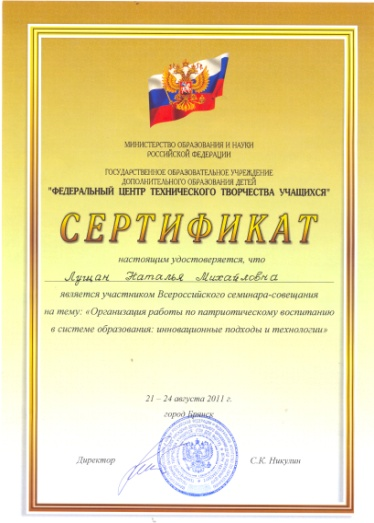 МИНИСТЕРСТВО ОБРАЗОВАНИЯ И НАУКИ
РОССИЙСКОЙ ФЕДЕРАЦИИ
ГОСУДАРСТВЕННОЕ ОБРАЗОВАТЕЛЬНОЕ УЧРЕЖДЕНИЕ
ДОПОЛНИТЕЛЬНОГО ОБРАЗОВАНИЯ ДЕТЕЙ
"ФЕДЕРАЛЬНЫЙ ЦЕНТР ТЕХНИЧЕСКОГО ТВОРЧЕСТВА УЧАЩИХСЯ"
СЕРТИФИКАТ
настоящим удостоверяется, что
Лущан Наталья Михайловна
является участником Всероссийского семинара-совещания
на тему: «Организация работы по патриотическому воспитанию
в системе образования: инновационные подходы и технологии»
21 – 24 августа 2011 г.
город Брянск
Директор С.К. Никулин